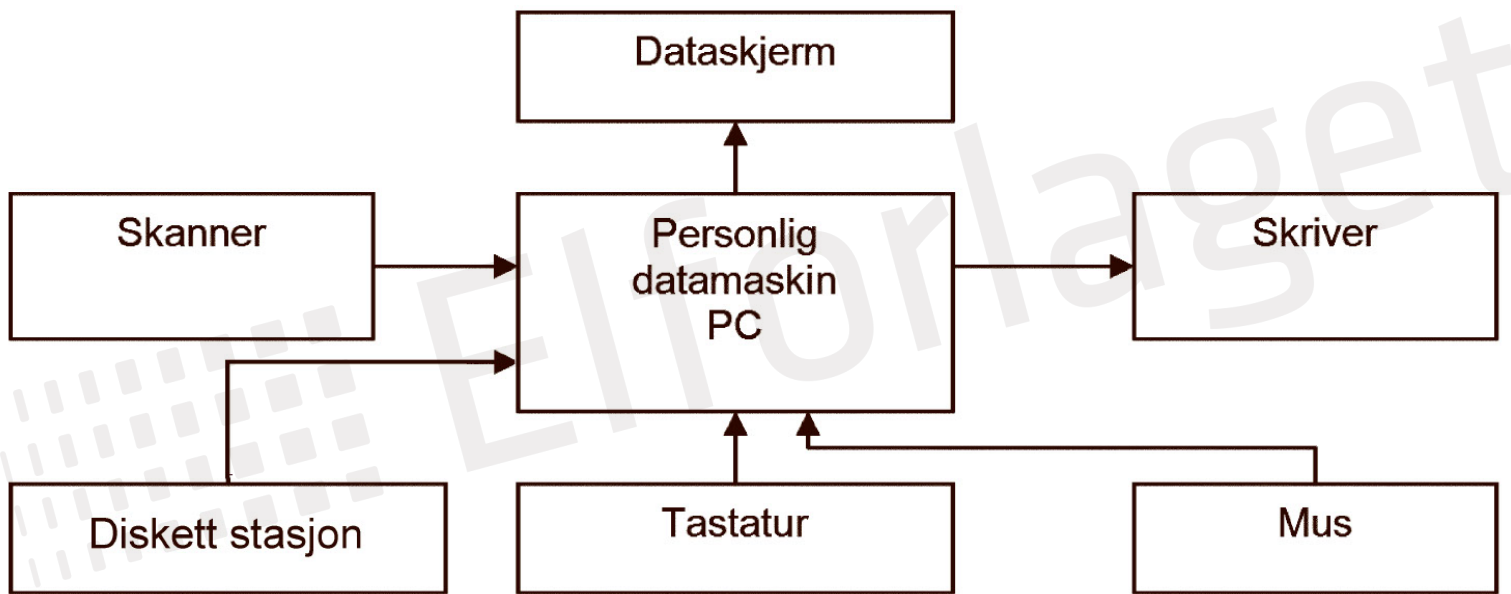 Dataskjerm
Skanner
Personlig
datamaskin
PC
Skriver
Diskett stasjon
Tastatur
Mus
Elforlaget